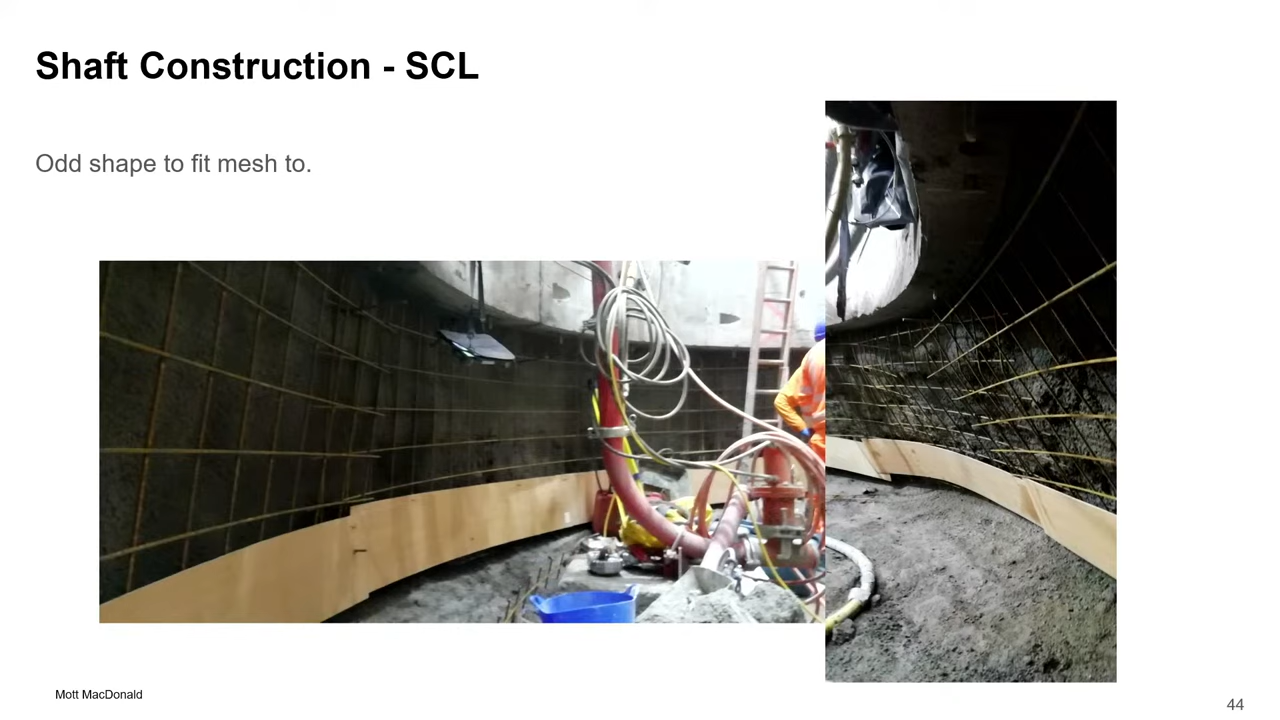 Shaft Construction - SCL
Odd shape to fit mesh to.
Mott MacDonald
44